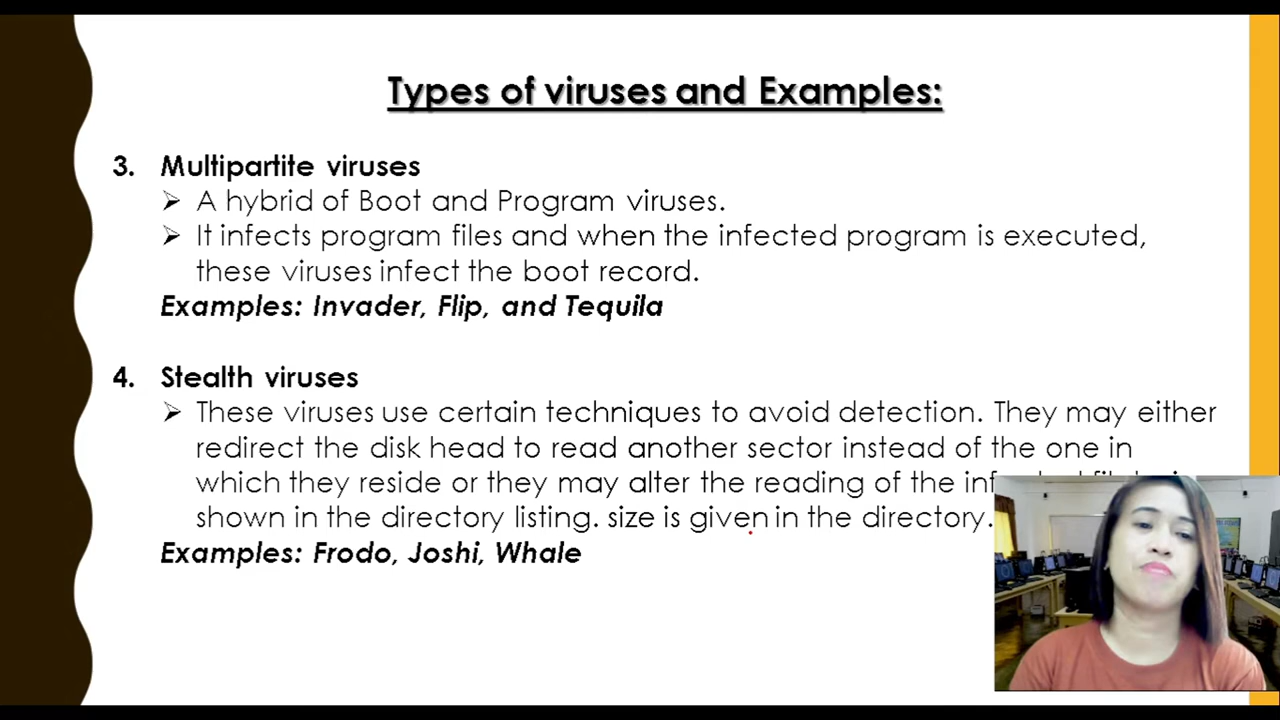 Types of viruses and Examples:
3. Multipartite viruses
➢ A hybrid of Boot and Program viruses.
➢ It infects program files and when the infected program is executed,
these viruses infect the boot record.
Examples: Invader, Flip, and Tequila
4. Stealth viruses
➢ These viruses use certain techniques to avoid detection. They may either
redirect the disk head to read another sector instead of the one in
which they reside or they may alter the reading of the
shown in the directory listing. size is given in the directory.
Examples: Frodo, Joshi, Whale